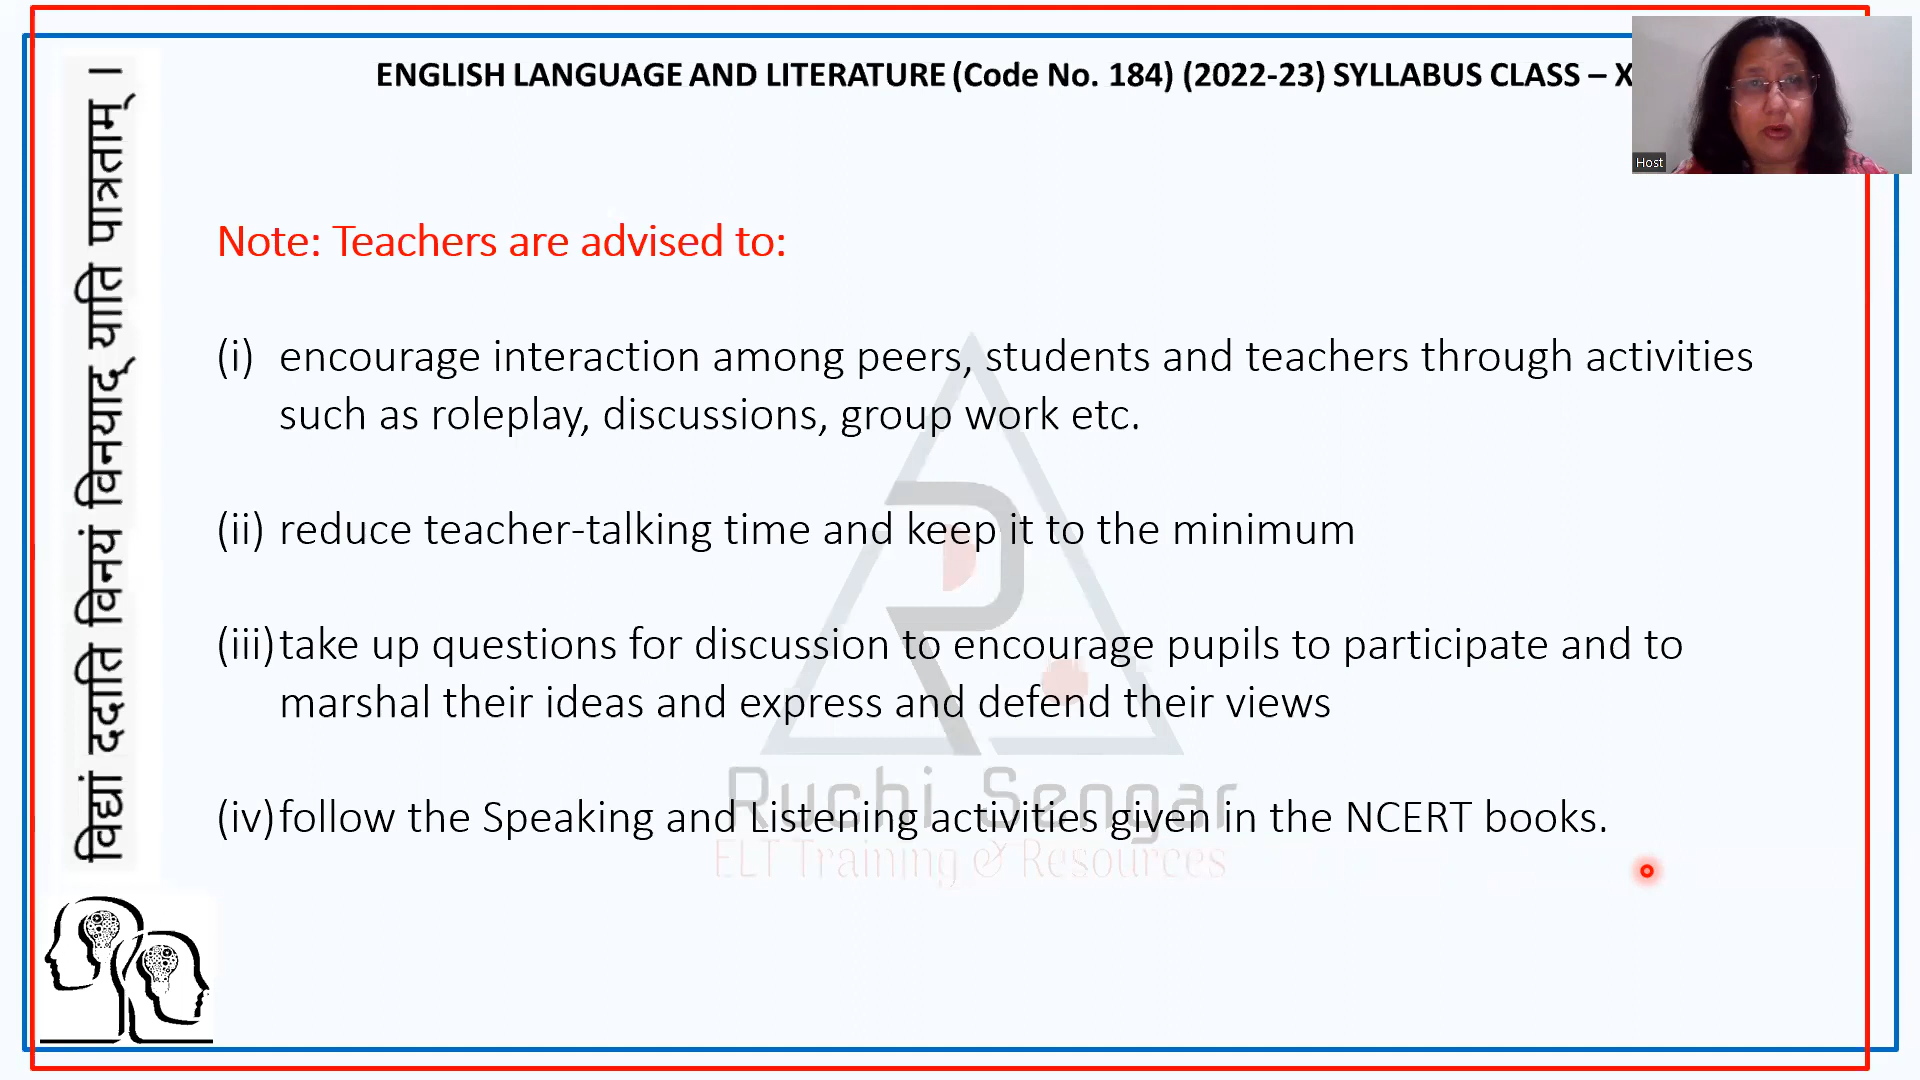 ENGLISH LANGUAGE AND LITERATURE (Code No. 184) (2022-23) SYLLABUS CLASS – X
Host
विद्यां ददाति विनयं विनयाद् याति पात्रताम् ।
Note: Teachers are advised to:
(i) encourage interaction among peers, students and teachers through activities
such as roleplay, discussions, group work etc.
(ii) reduce teacher-talking time and keep it to the minimum
(iii) take up questions for discussion to encourage pupils to participate and to
marshal their ideas and express and defend their views
(iv) follow the Speaking and Listening activities given in the NCERT books.
Ruchi Sengar
ELT Training & Resources